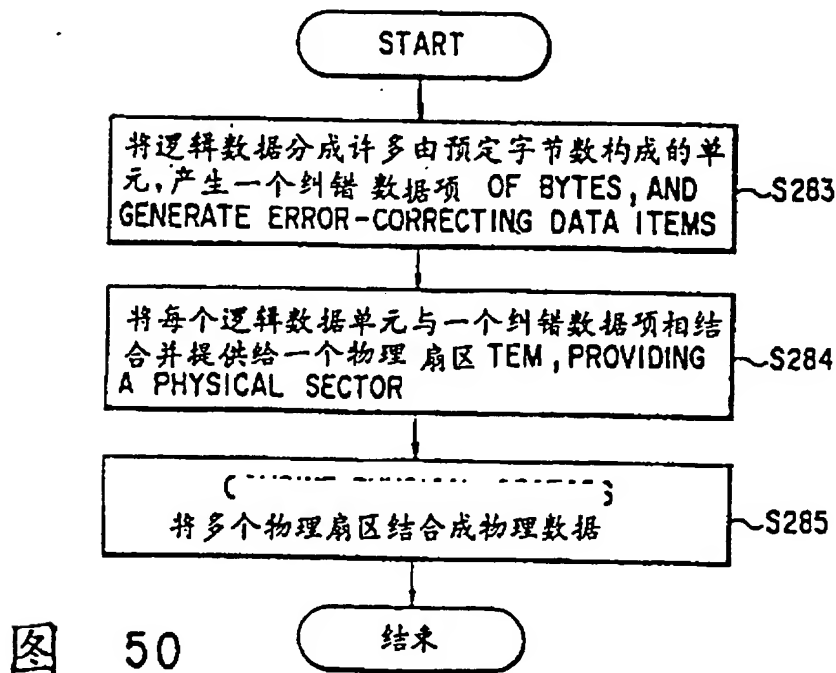 START
将逻辑数据分成许多由预定字节数构成的单
元,产生一个纠错数据项 OF BYTES, AND
GENERATE ERROR-CORRECTING DATA ITEMS
S283
将每个逻辑数据单元与一个纠错数据项相结
合并提供给一个物理扇区 TEM, PROVIDING
A PHYSICAL SECTOR
S284
将多个物理扇区结合成物理数据
S285
结束
图 50